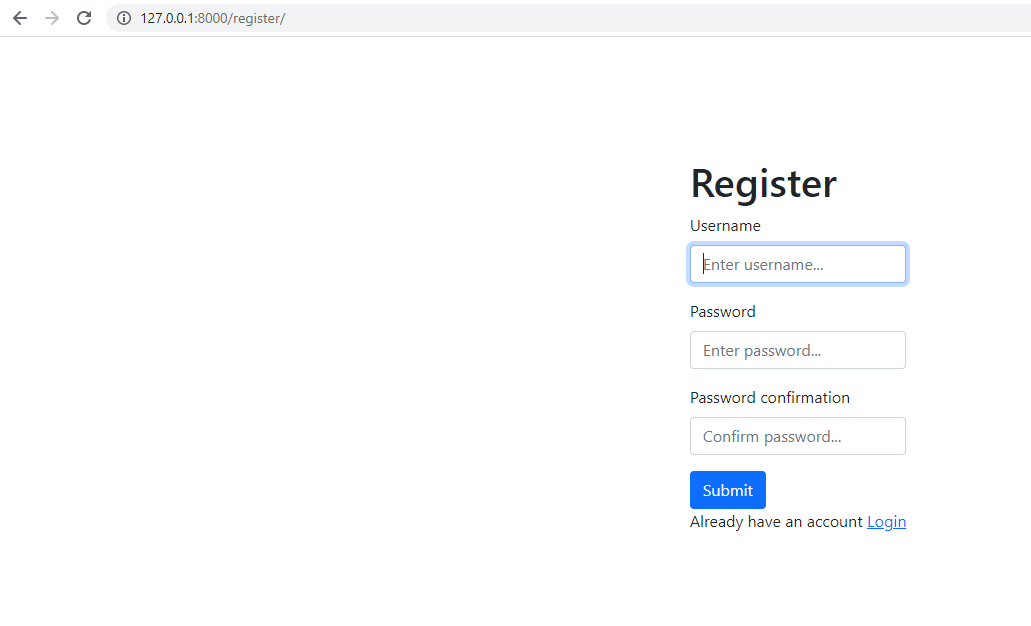 127.0.0.1:8000/register/
Register
Username
Enter username...
Password
Enter password...
Password confirmation
Confirm password...
Submit
Already have an account Login